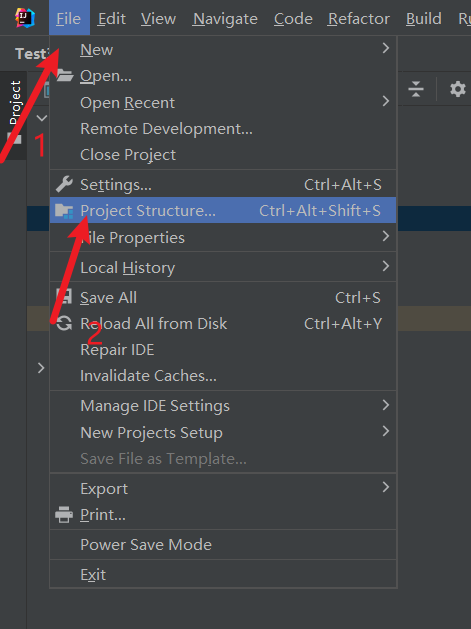 File Edit View Navigate Code Refactor Build
New
Open...
Project
Open Recent
Remote Development...
1
Close Project
Settings... Ctrl+Alt+S
Project Structure... Ctrl+Alt+Shift+S
File Properties
Local History
Save All Ctrl+S
Reload All from Disk Ctrl+Alt+Y
2
Repair IDE
Invalidate Caches...
Manage IDE Settings
New Projects Setup
Save File as Template...
Export
Print...
Power Save Mode
Exit